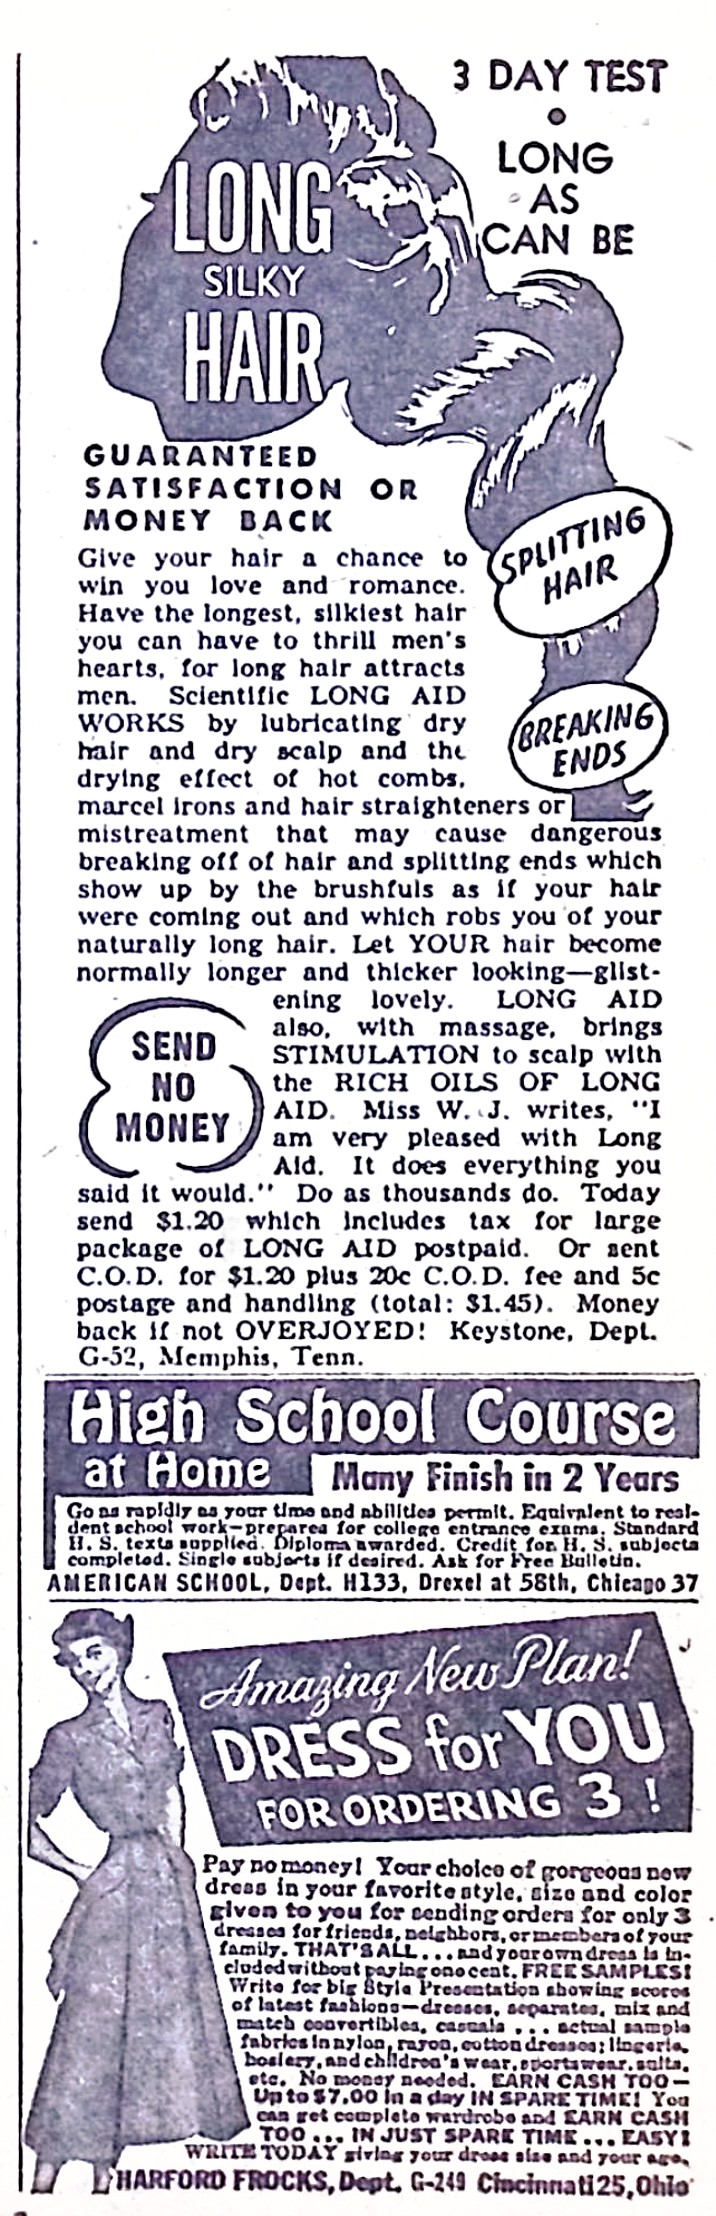 3 DAY TEST
•
LONG
AS
CAN BE
LONG
SILKY
HAIR
GUARANTEED
SATISFACTION OR
MONEY BACK
SPLITTING
HAIR
BREAKING
ENDS
Give your hair a chance to
win you love and romance.
Have the longest, silkiest hair
you can have to thrill men's
hearts, for long hair attracts
men. Scientific LONG AID
WORKS by lubricating dry
hair and dry scalp and the
drying effect of hot combs,
marcel irons and hair straighteners or
mistreatment that may cause dangerous
breaking off of hair and splitting ends which
show up by the brushfuls as if your hair
were coming out and which robs you of your
naturally long hair. Let YOUR hair become
normally longer and thicker looking—glist-
ening lovely. LONG AID
also, with massage, brings
STIMULATION to scalp with
the RICH OILS OF LONG
AID. Miss W. J. writes, "I
am very pleased with Long
Aid. It does everything you
SEND
NO
MONEY
said it would." Do as thousands do. Today
send $1.20 which includes tax for large
package of LONG AID postpaid. Or sent
C.O.D. for $1.20 plus 20c C.O.D. fee and 5c
postage and handling (total: $1.45). Money
back if not OVERJOYED! Keystone, Dept.
G-52, Memphis, Tenn.
High School Course
at Home Many Finish in 2 Years
Go as rapidly as your time and abilities permit. Equivalent to resi-
dent school work—prepares for college entrance exams. Standard
H. S. texts supplied. Diploma awarded. Credit for H. S. subjects
completed. Single subjects if desired. Ask for Free Bulletin.
AMERICAN SCHOOL, Dept. H133, Drexel at 58th, Chicago 37
Amazing New Plan!
DRESS for YOU
FOR ORDERING 3 !
Pay no money! Your choice of gorgeous new
dress in your favorite style, size and color
given to you for sending orders for only 3
dresses for friends, neighbors, or members of your
family. THAT'S ALL... and your own dress is in-
cluded without paying one cent. FREE SAMPLES!
Write for big Style Presentation showing scores
of latest fashions—dresses, separates, mix and
match convertibles, casuals ... actual sample
fabrics in nylon, rayon, cotton dresses; lingerie,
hosiery, and children's wear, sportswear, suits,
etc. No money needed. EARN CASH TOO—
Up to $7.00 in a day IN SPARE TIME! You
can get complete wardrobe and EARN CASH
TOO ... IN JUST SPARE TIME ... EASY!
WRITE TODAY giving your dress size and your age.
HARFORD FROCKS, Dept. G-249 Cincinnati 25, Ohio